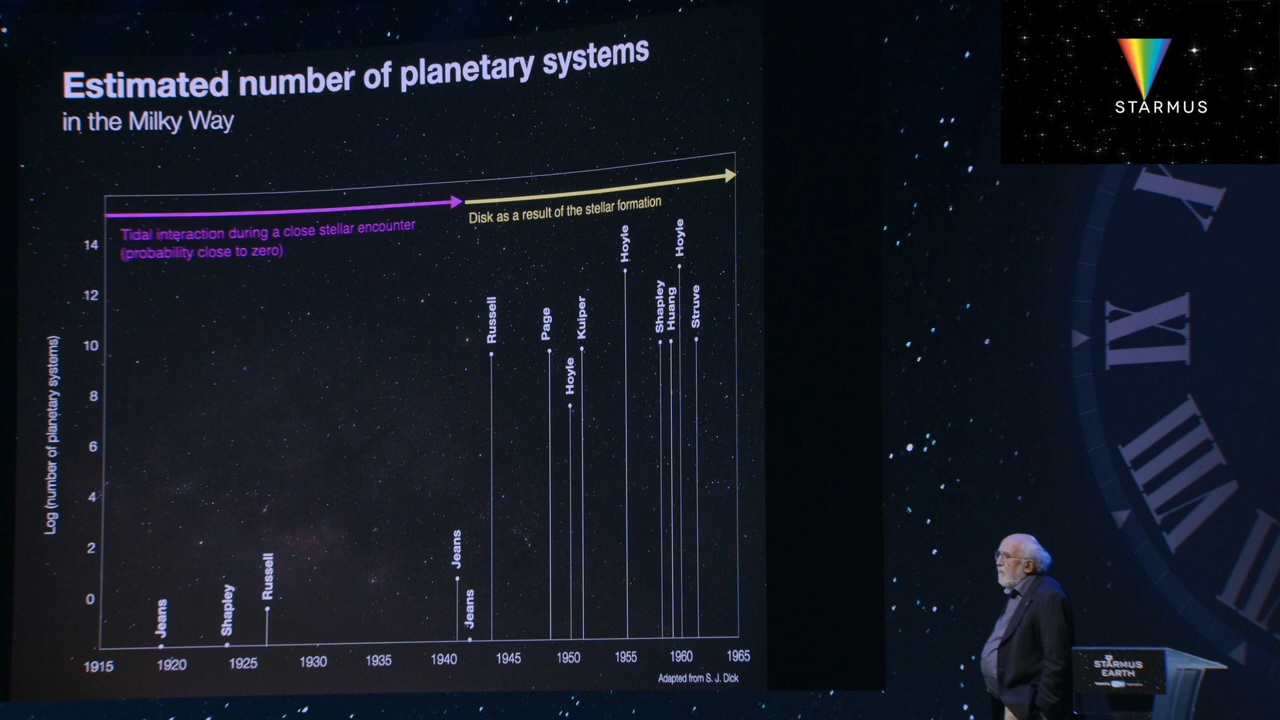 Estimated number of planetary systems
in the Milky Way
STARMUS
Tidal interaction during a close stellar encounter
(probability close to zero)
Disk as a result of the stellar formation
Log (number of planetary systems)
14
12
10
8
6
4
2
0
Jeans
Shapley
Russell
Jeans
Jeans
Russell
Page
Hoyle
Kuiper
Hoyle
Shapley
Huang
Hoyle
Struve
1915 1920 1925 1930 1935 1940 1945 1950 1955 1960 1965
Adapted from S. J. Dick
X
IX
VIII
STARMUS
EARTH